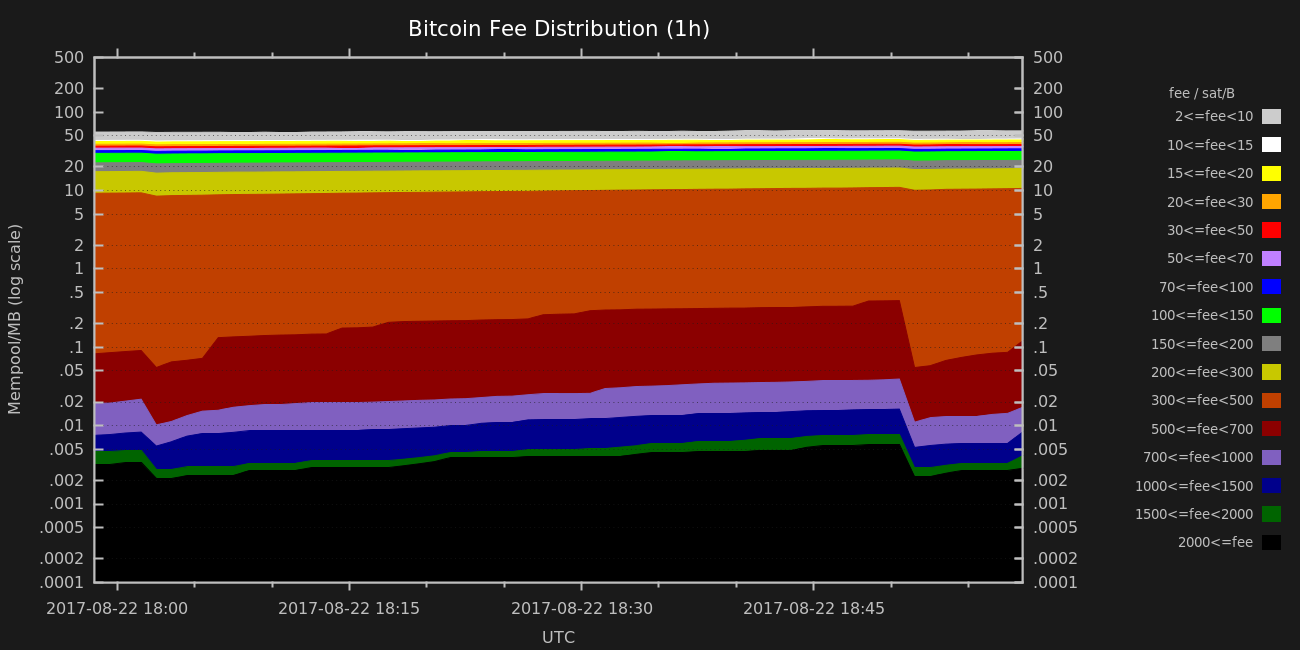 Bitcoin Fee Distribution (1h)
500
200
100
50
20
10
5
2
1
.5
.2
.1
.05
.02
.01
.005
.002
.001
.0005
.0002
.0001
Mempool/MB (log scale)
500
200
100
50
20
10
5
2
1
.5
.2
.1
.05
.02
.01
.005
.002
.001
.0005
.0002
.0001
2017-08-22 18:00
2017-08-22 18:15
2017-08-22 18:30
2017-08-22 18:45
UTC
fee / sat/B
2<=fee<10
10<=fee<15
15<=fee<20
20<=fee<30
30<=fee<50
50<=fee<70
70<=fee<100
100<=fee<150
150<=fee<200
200<=fee<300
300<=fee<500
500<=fee<700
700<=fee<1000
1000<=fee<1500
1500<=fee<2000
2000<=fee